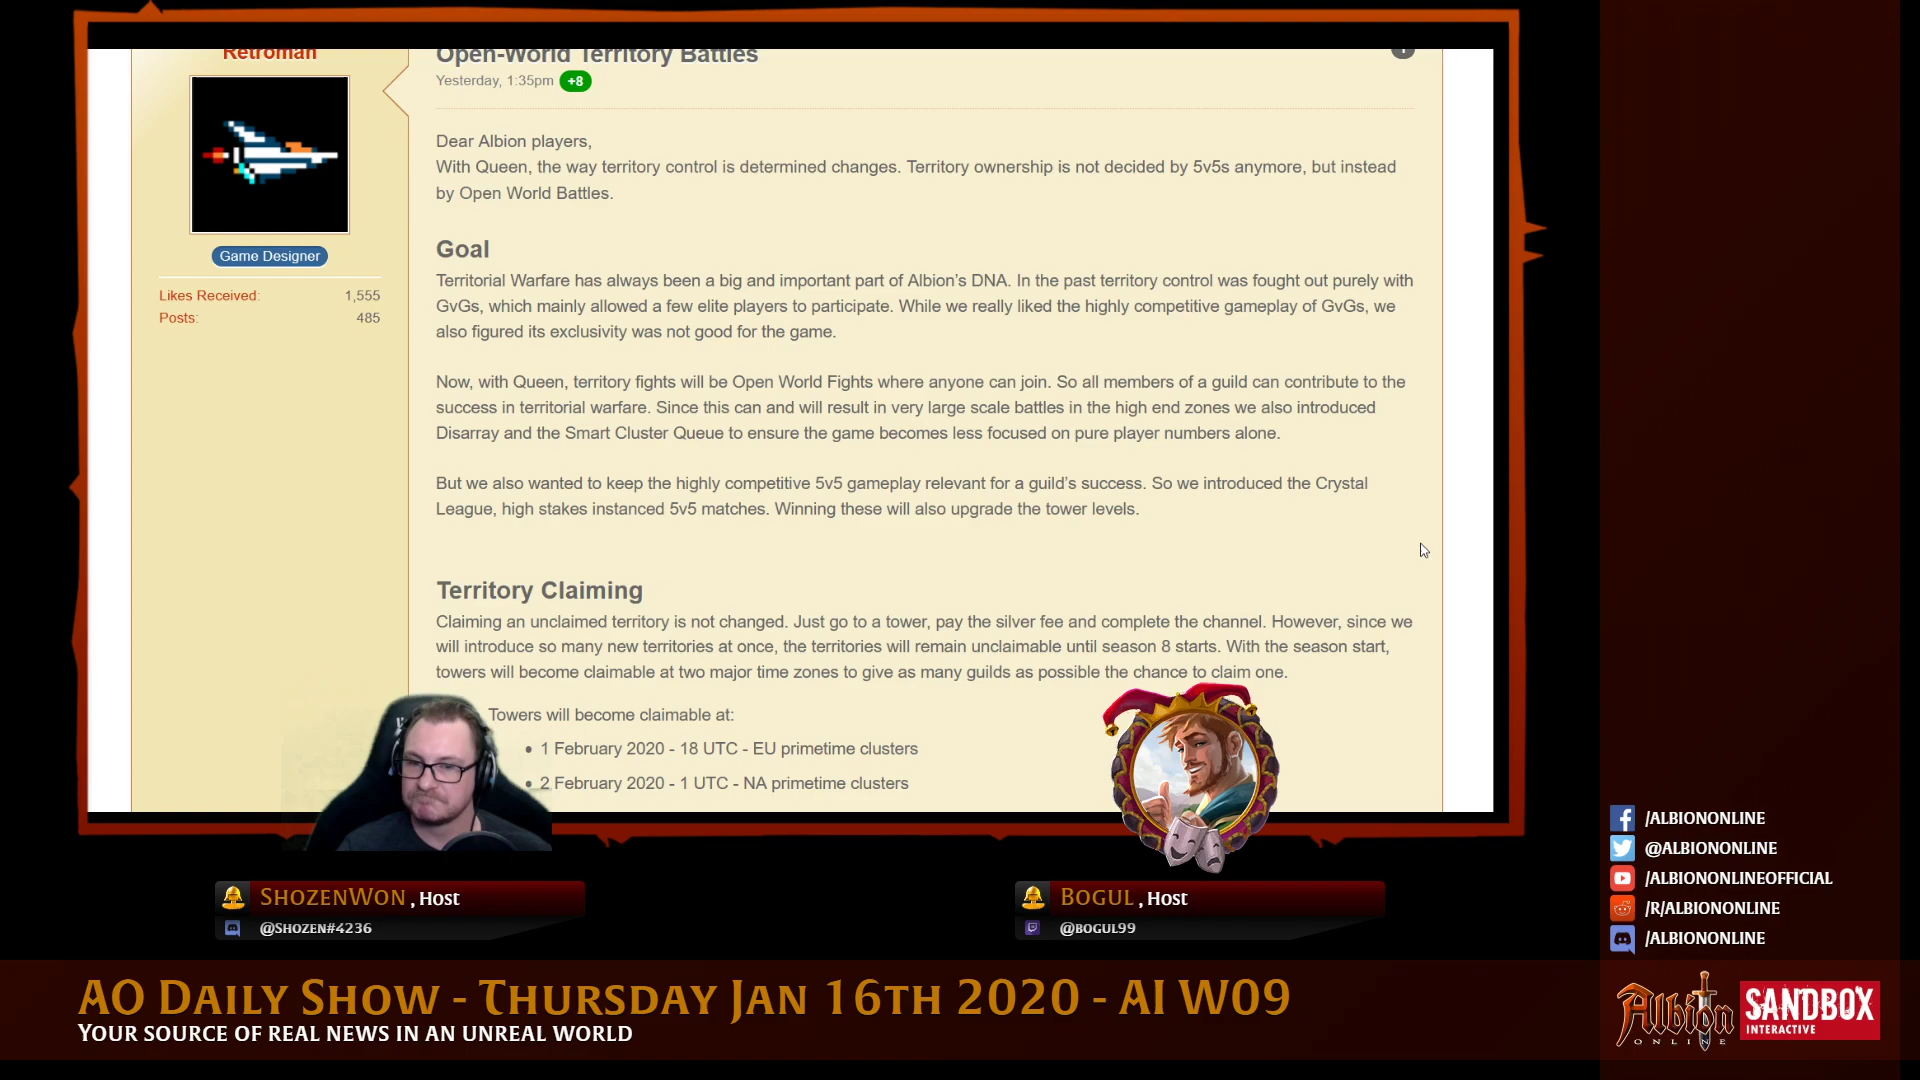 Retroman
Open-World Territory Battles
Yesterday, 1:35pm +8
Dear Albion players,
With Queen, the way territory control is determined changes. Territory ownership is not decided by 5v5s anymore, but instead
by Open World Battles.
Game Designer
Likes Received: 1,555
Posts: 485
Goal
Territorial Warfare has always been a big and important part of Albion's DNA. In the past territory control was fought out purely with
GvGs, which mainly allowed a few elite players to participate. While we really liked the highly competitive gameplay of GvGs, we
also figured its exclusivity was not good for the game.
Now, with Queen, territory fights will be Open World Fights where anyone can join. So all members of a guild can contribute to the
success in territorial warfare. Since this can and will result in very large scale battles in the high end zones we also introduced
Disarray and the Smart Cluster Queue to ensure the game becomes less focused on pure player numbers alone.
But we also wanted to keep the highly competitive 5v5 gameplay relevant for a guild's success. So we introduced the Crystal
League, high stakes instanced 5v5 matches. Winning these will also upgrade the tower levels.
Territory Claiming
Claiming an unclaimed territory is not changed. Just go to a tower, pay the silver fee and complete the channel. However, since we
will introduce so many new territories at once, the territories will remain unclaimable until season 8 starts. With the season start,
towers will become claimable at two major time zones to give as many guilds as possible the chance to claim one.
Towers will become claimable at:
• 1 February 2020 - 18 UTC - EU primetime clusters
• 2 February 2020 - 1 UTC - NA primetime clusters
ShozenWon, Host
@Shozen#4236
Bogul, Host
@bogul99
/ALBIONONLINE
@ALBIONONLINE
/ALBIONONLINEOFFICIAL
/R/ALBIONONLINE
/ALBIONONLINE
AO Daily Show - Thursday Jan 16th 2020 - AI W09
Your source of real news in an unreal world
Albion
ONLINE
SANDBOX
INTERACTIVE